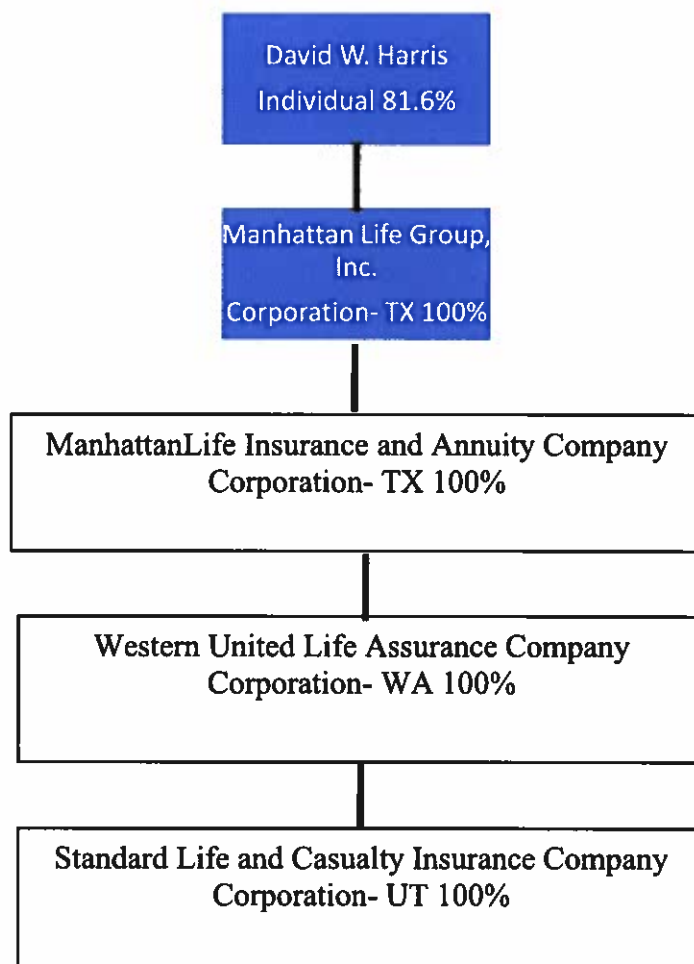 David W. Harris
Individual 81.6%
Manhattan Life Group,
Inc.
Corporation- TX 100%
ManhattanLife Insurance and Annuity Company
Corporation- TX 100%
Western United Life Assurance Company
Corporation- WA 100%
Standard Life and Casualty Insurance Company
Corporation- UT 100%